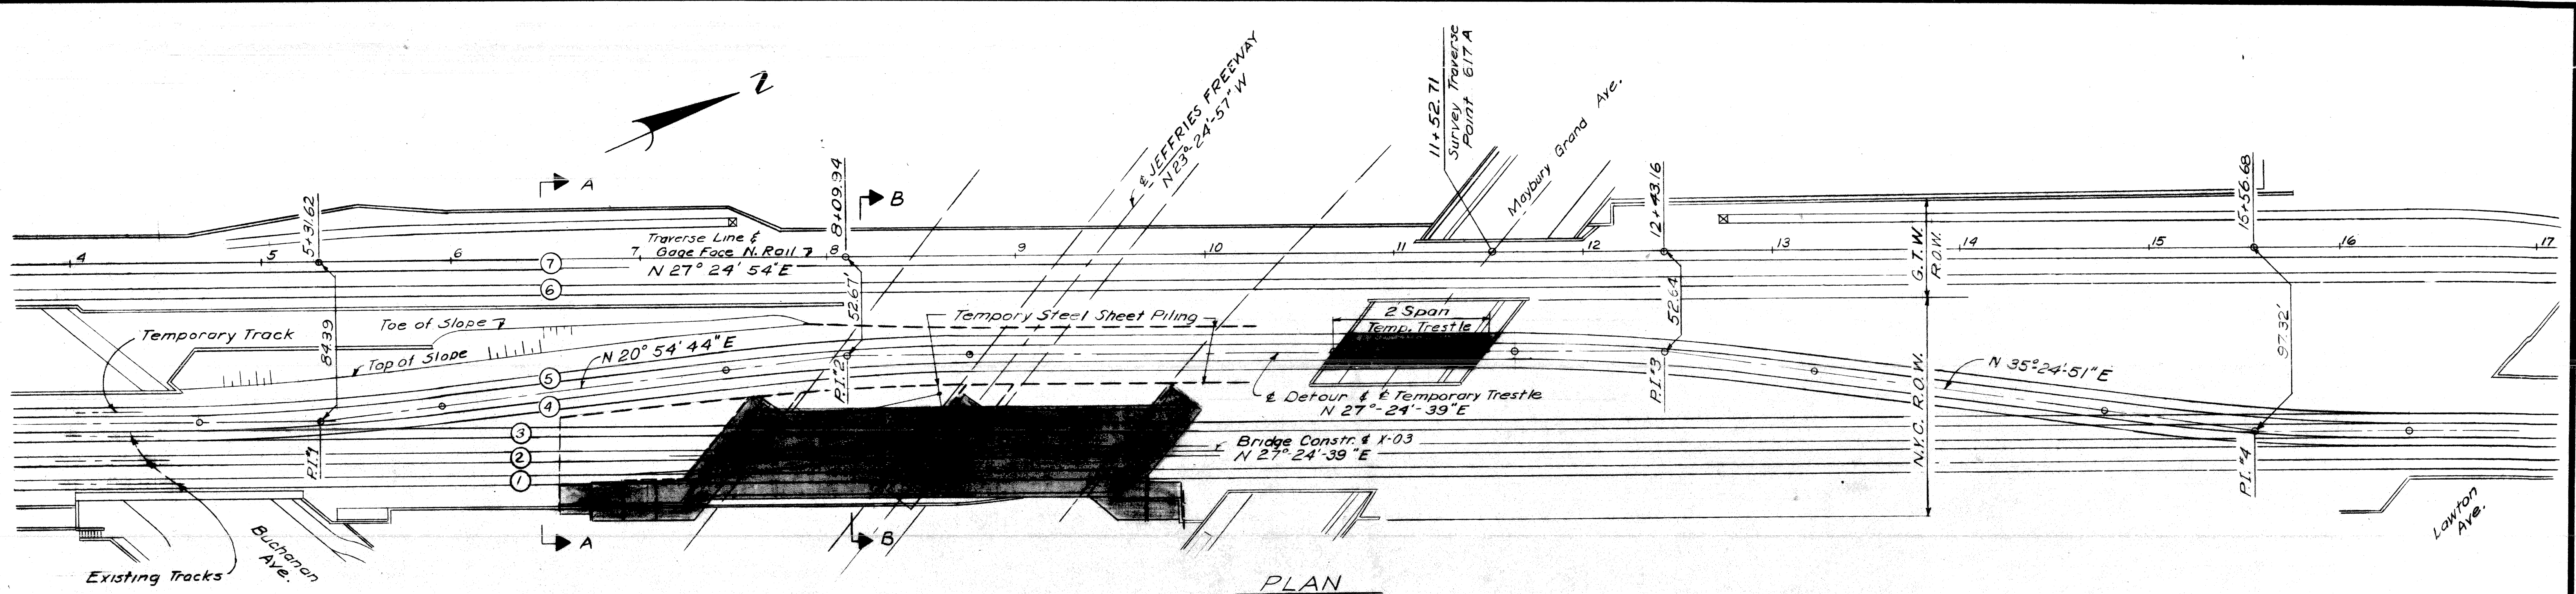 Z
℄ JEFFRIES FREEWAY
N 23°-24'-57" W
11+52.71
Survey Traverse
Point 617 A
Maybury Grand Ave.
A
B
5+31.62
8+09.94
12+43.16
15+56.68
Traverse Line &
Gage Face N. Rail
N 27° 24' 54"E
4
5
6
7
8
9
10
11
12
13
14
15
16
17
7
6
5
4
3
2
1
G.T.W.
R.O.W.
N.Y.C. R.O.W.
Temporary Track
Toe of Slope
Top of Slope
N 20° 54' 44"E
84.39
52.67'
52.64
97.32'
Tempory Steel Sheet Piling
2 Span
Temp. Trestle
N 35°-24'-51"E
℄ Detour & ℄ Temporary Trestle
N 27°-24'-39"E
Bridge Constr. ℄ X-03
N 27°-24'-39"E
P.I.#1
P.I.#2
P.I.#3
P.I.#4
Existing Tracks
Buchanan
Ave.
A
B
Lawton
Ave.
PLAN